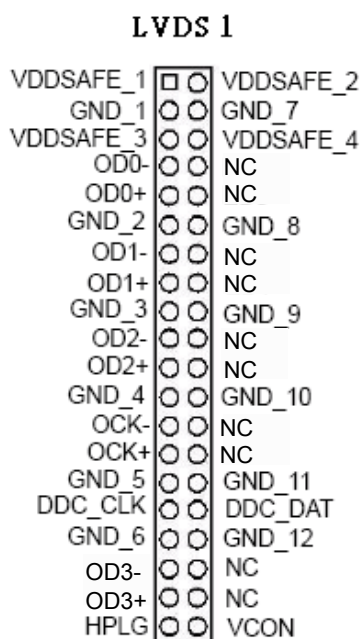 LVDS 1
VDDSAFE_1 VDDSAFE_2
GND_1 GND_7
VDDSAFE_3 VDDSAFE_4
OD0- NC
OD0+ NC
GND_2 GND_8
OD1- NC
OD1+ NC
GND_3 GND_9
OD2- NC
OD2+ NC
GND_4 GND_10
OCK- NC
OCK+ NC
GND_5 GND_11
DDC_CLK DDC_DAT
GND_6 GND_12
OD3- NC
OD3+ NC
HPLG VCON